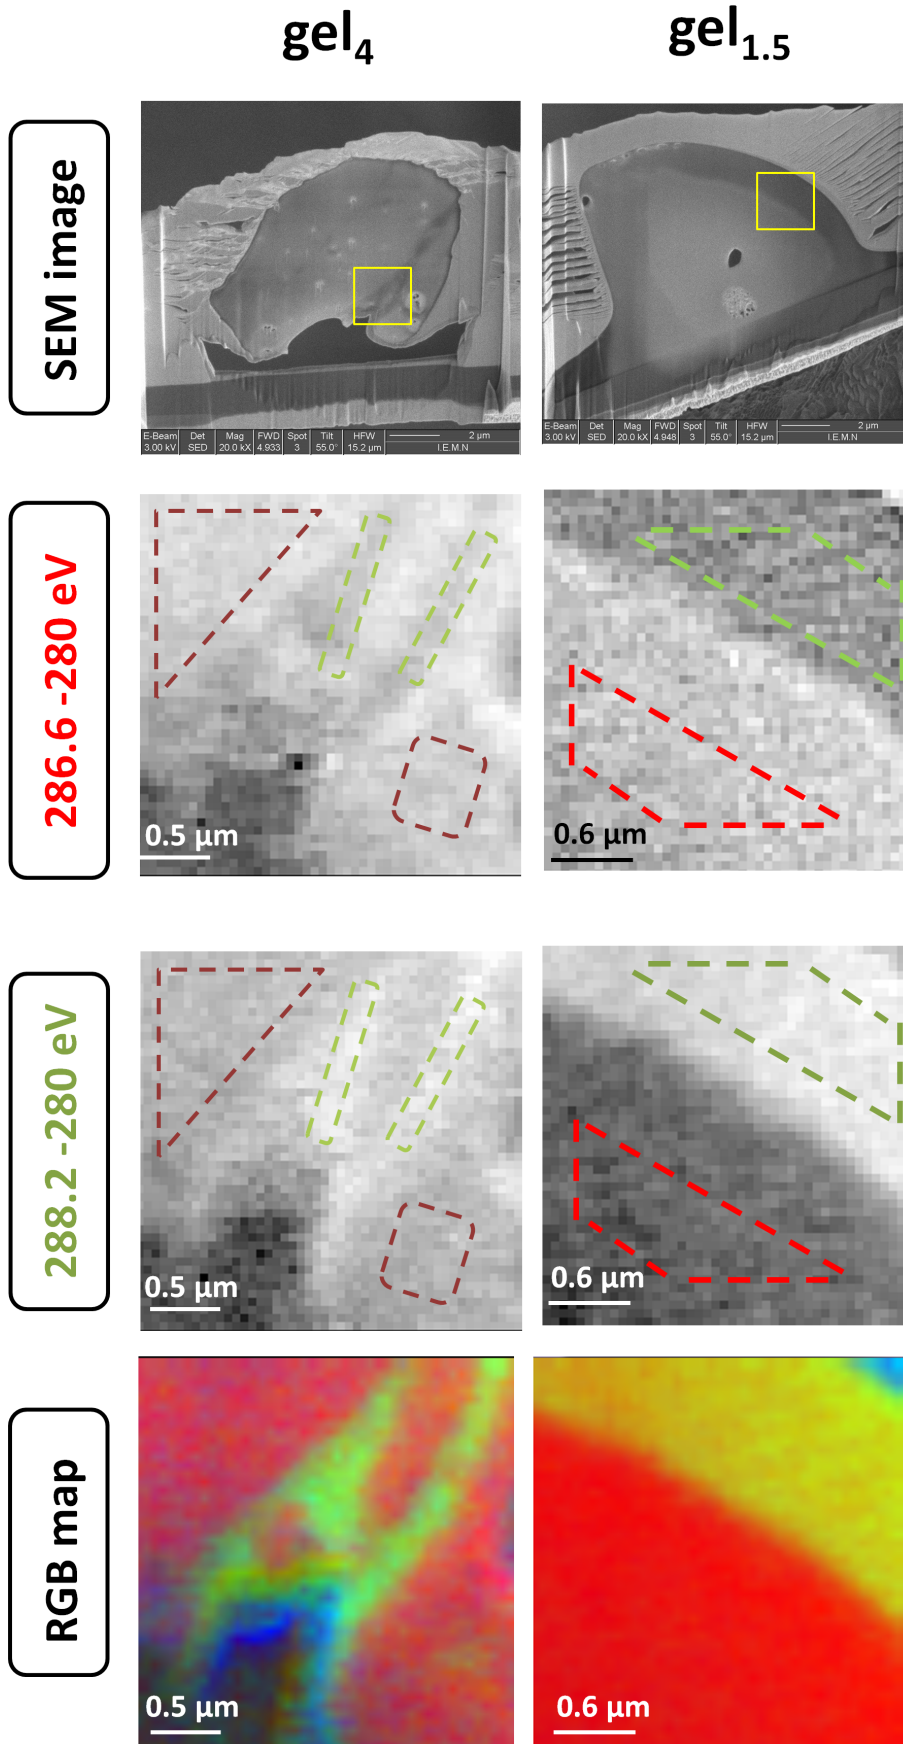 gel4
gel1.5
SEM image
E-Beam Det Mag FWD Spot Tilt HFW 2 µm
3.00 kV SED 20.0 kX 4.933 3 55.0° 15.2 µm I.E.M.N
E-Beam Det Mag FWD Spot Tilt HFW 2 µm
3.00 kV SED 20.0 kX 4.948 3 55.0° 15.2 µm I.E.M.N
286.6 -280 eV
0.5 µm
0.6 µm
288.2 -280 eV
0.5 µm
0.6 µm
RGB map
0.5 µm
0.6 µm